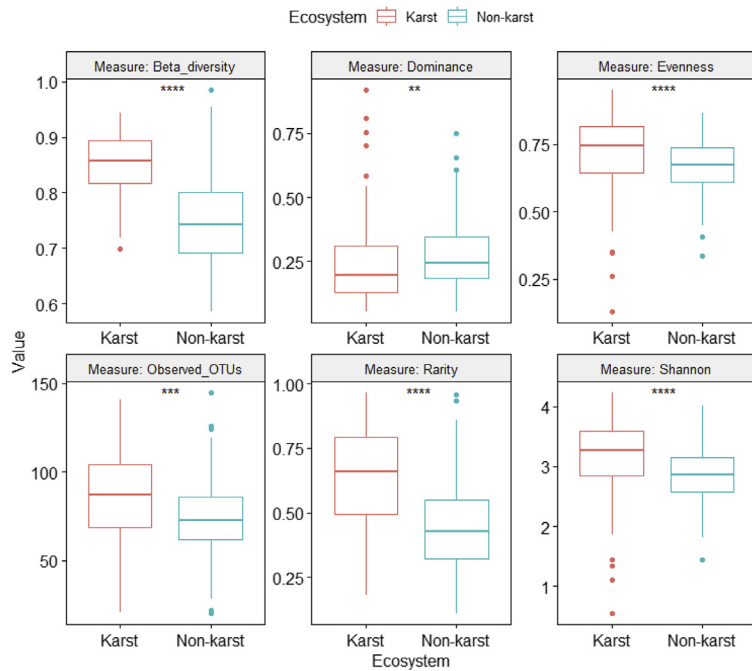 Ecosystem Karst Non-karst
Measure: Beta_diversity Measure: Dominance Measure: Evenness
**** ** ****
1.0
0.9
0.8
0.7
0.6
0.75
0.50
0.25
0.75
0.50
0.25
Karst Non-karst Karst Non-karst Karst Non-karst
Value
Measure: Observed_OTUs Measure: Rarity Measure: Shannon
*** **** ****
150
100
50
1.00
0.75
0.50
0.25
4
3
2
1
Karst Non-karst Karst Non-karst Karst Non-karst
Ecosystem